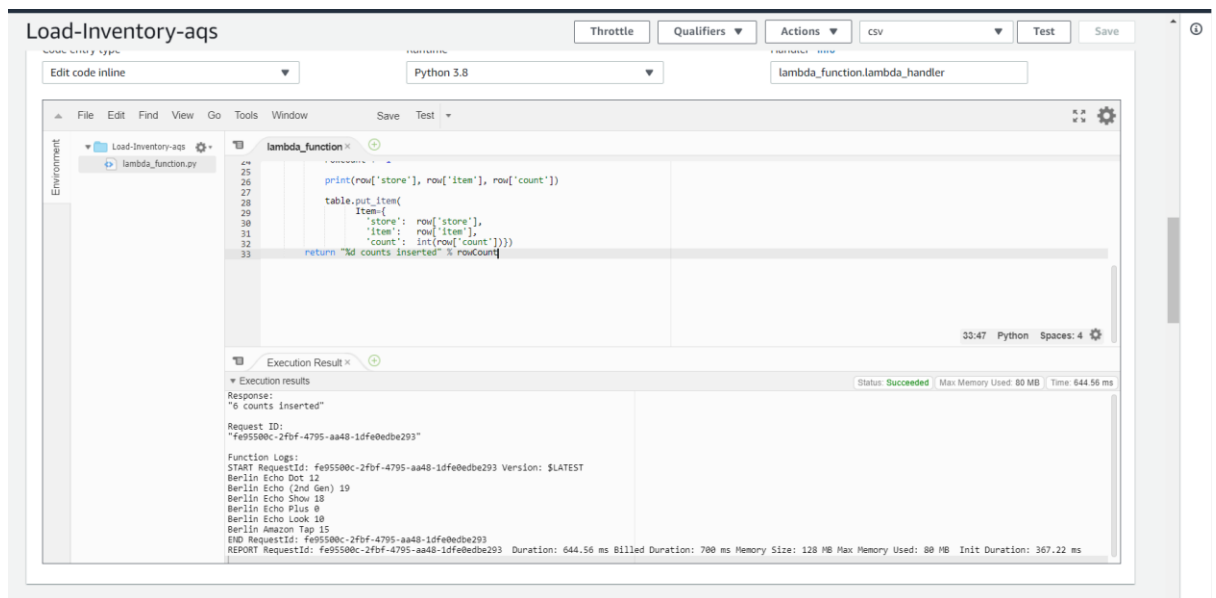 Load-Inventory-aqs
Throttle Qualifiers Actions csv Test Save
Code entry type Runtime Handler Info
Edit code inline Python 3.8 lambda_function.lambda_handler
File Edit Find View Go Tools Window Save Test
Environment
Load-Inventory-aqs
lambda_function.py
lambda_function
24
25
26 print(row['store'], row['item'], row['count'])
27
28 table.put_item(
29 Item={
30 'store': row['store'],
31 'item': row['item'],
32 'count': int(row['count'])})
33 return "%d counts inserted" % rowCount
33:47 Python Spaces: 4
Execution Result
Execution results
Status: Succeeded Max Memory Used: 80 MB Time: 644.56 ms
Response:
"6 counts inserted"
Request ID:
"fe95500c-2fbf-4795-aa48-1dfe0edbe293"
Function Logs:
START RequestId: fe95500c-2fbf-4795-aa48-1dfe0edbe293 Version: $LATEST
Berlin Echo Dot 12
Berlin Echo (2nd Gen) 19
Berlin Echo Show 18
Berlin Echo Plus 0
Berlin Echo Look 10
Berlin Amazon Tap 15
END RequestId: fe95500c-2fbf-4795-aa48-1dfe0edbe293
REPORT RequestId: fe95500c-2fbf-4795-aa48-1dfe0edbe293 Duration: 644.56 ms Billed Duration: 700 ms Memory Size: 128 MB Max Memory Used: 80 MB Init Duration: 367.22 ms